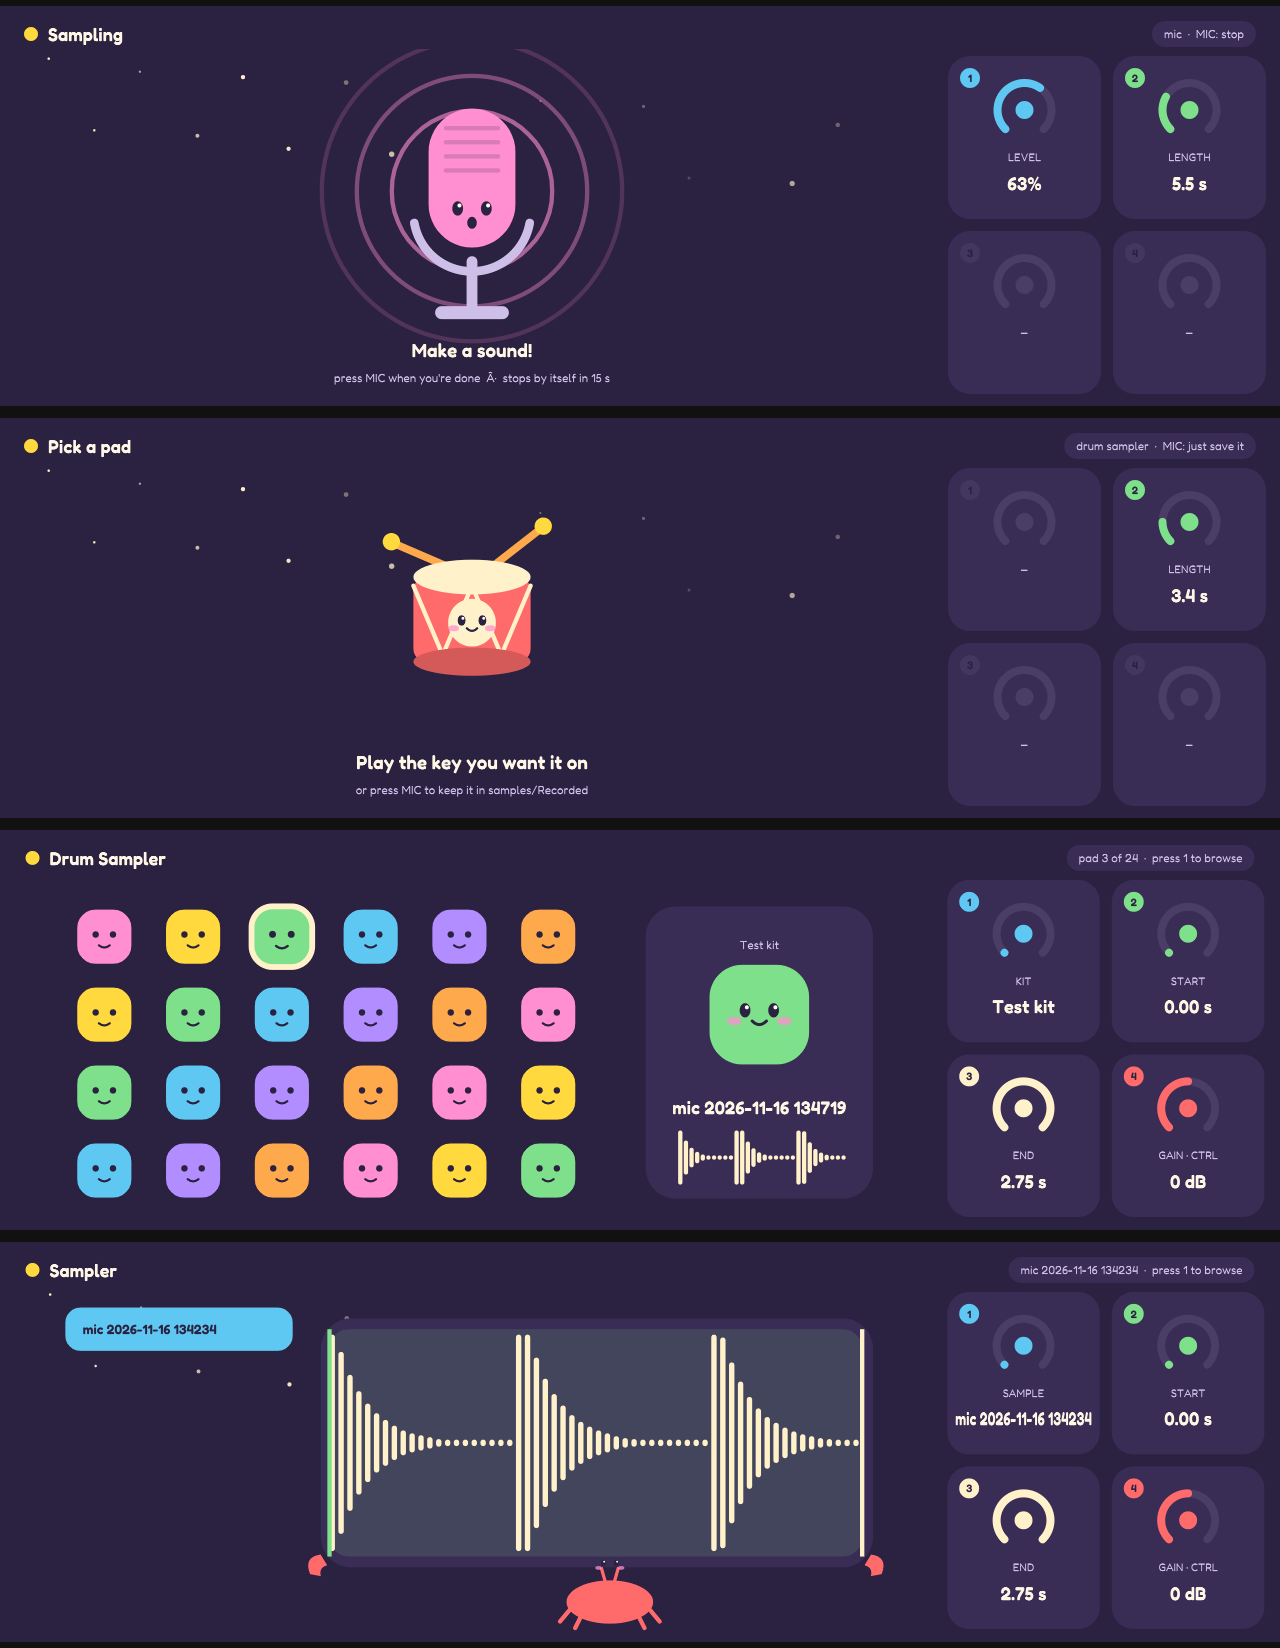 Sampling
mic · MIC: stop
1
LEVEL
63%
2
LENGTH
5.5 s
3
–
4
–
Make a sound!
press MIC when you're done Â· stops by itself in 15 s
Pick a pad
drum sampler · MIC: just save it
1
–
2
LENGTH
3.4 s
3
–
4
–
Play the key you want it on
or press MIC to keep it in samples/Recorded
Drum Sampler
pad 3 of 24 · press 1 to browse
Test kit
mic 2026-11-16 134719
1
KIT
Test kit
2
START
0.00 s
3
END
2.75 s
4
GAIN · CTRL
0 dB
Sampler
mic 2026-11-16 134234 · press 1 to browse
mic 2026-11-16 134234
1
SAMPLE
mic 2026-11-16 134234
2
START
0.00 s
3
END
2.75 s
4
GAIN · CTRL
0 dB